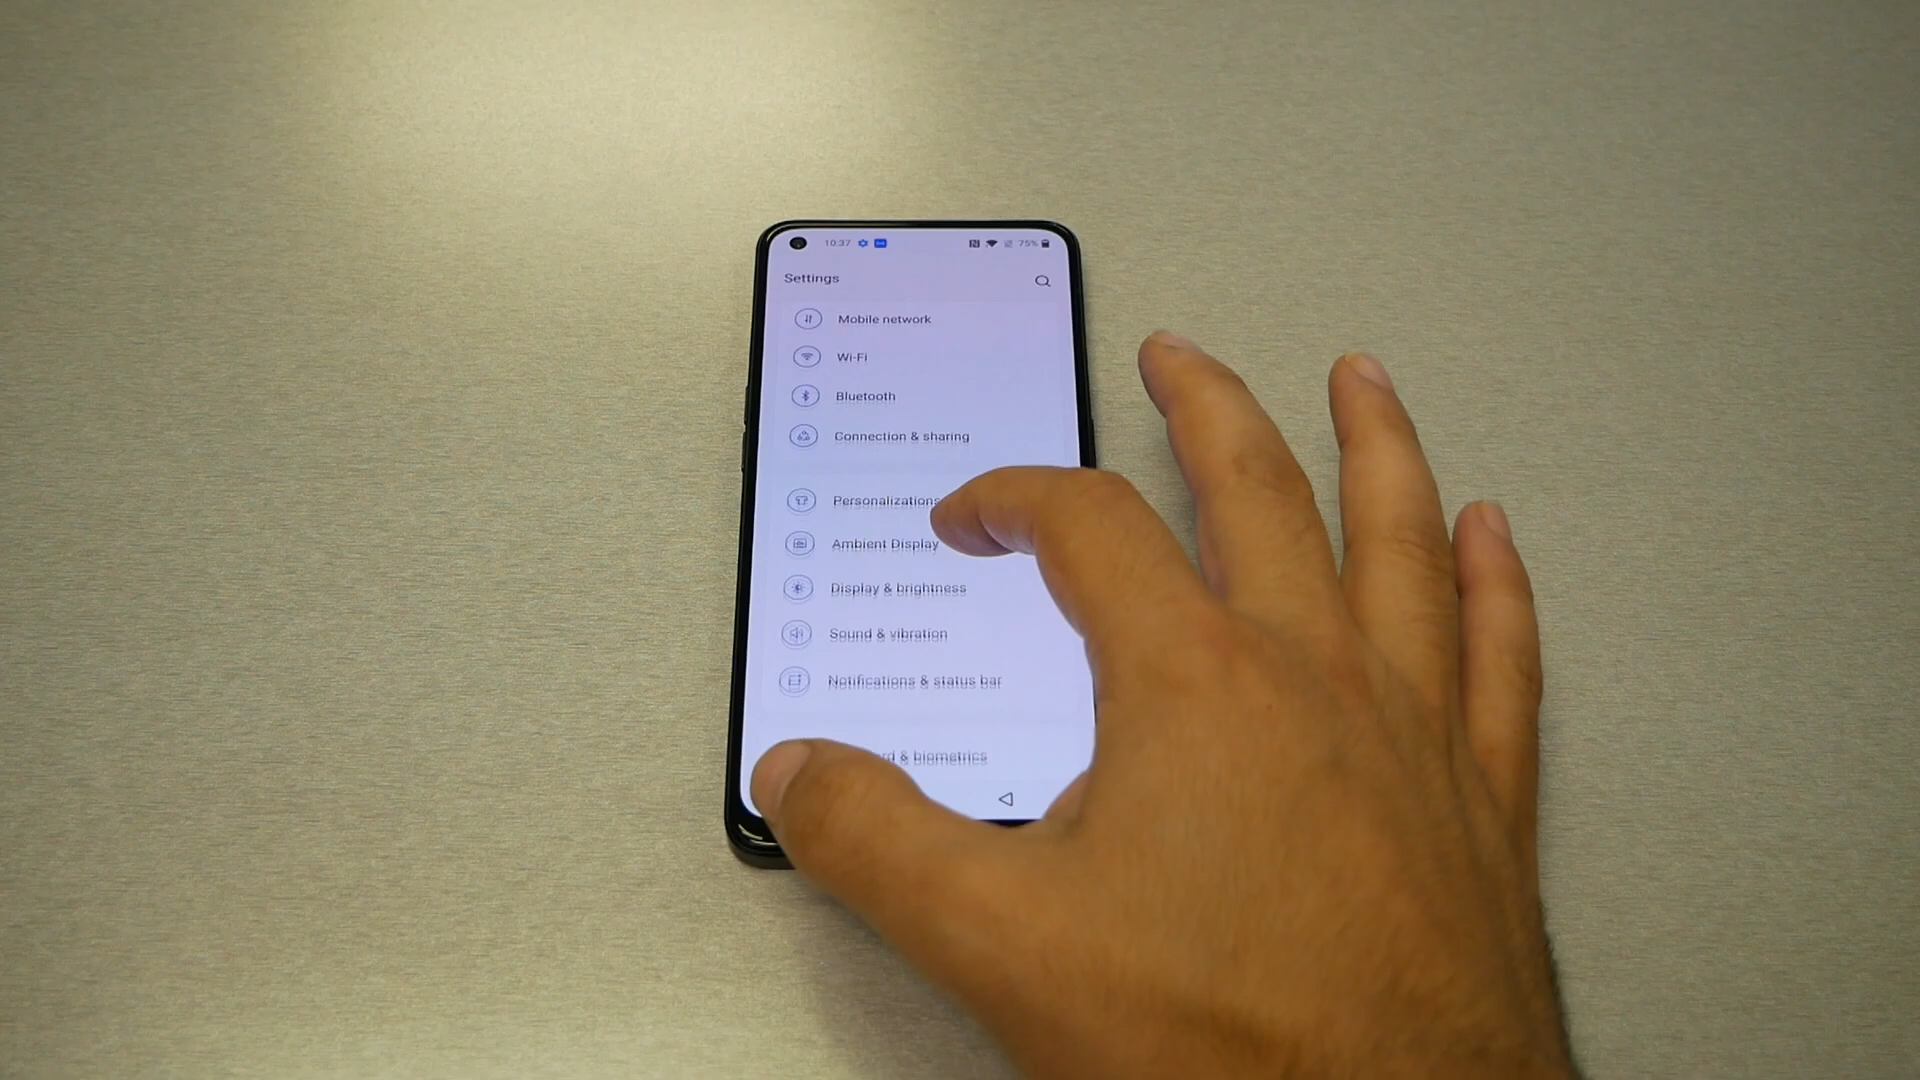 10:37 75%
Settings
Mobile network
Wi-Fi
Bluetooth
Connection & sharing
Personalizations
Ambient Display
Display & brightness
Sound & vibration
Notifications & status bar
& biometrics